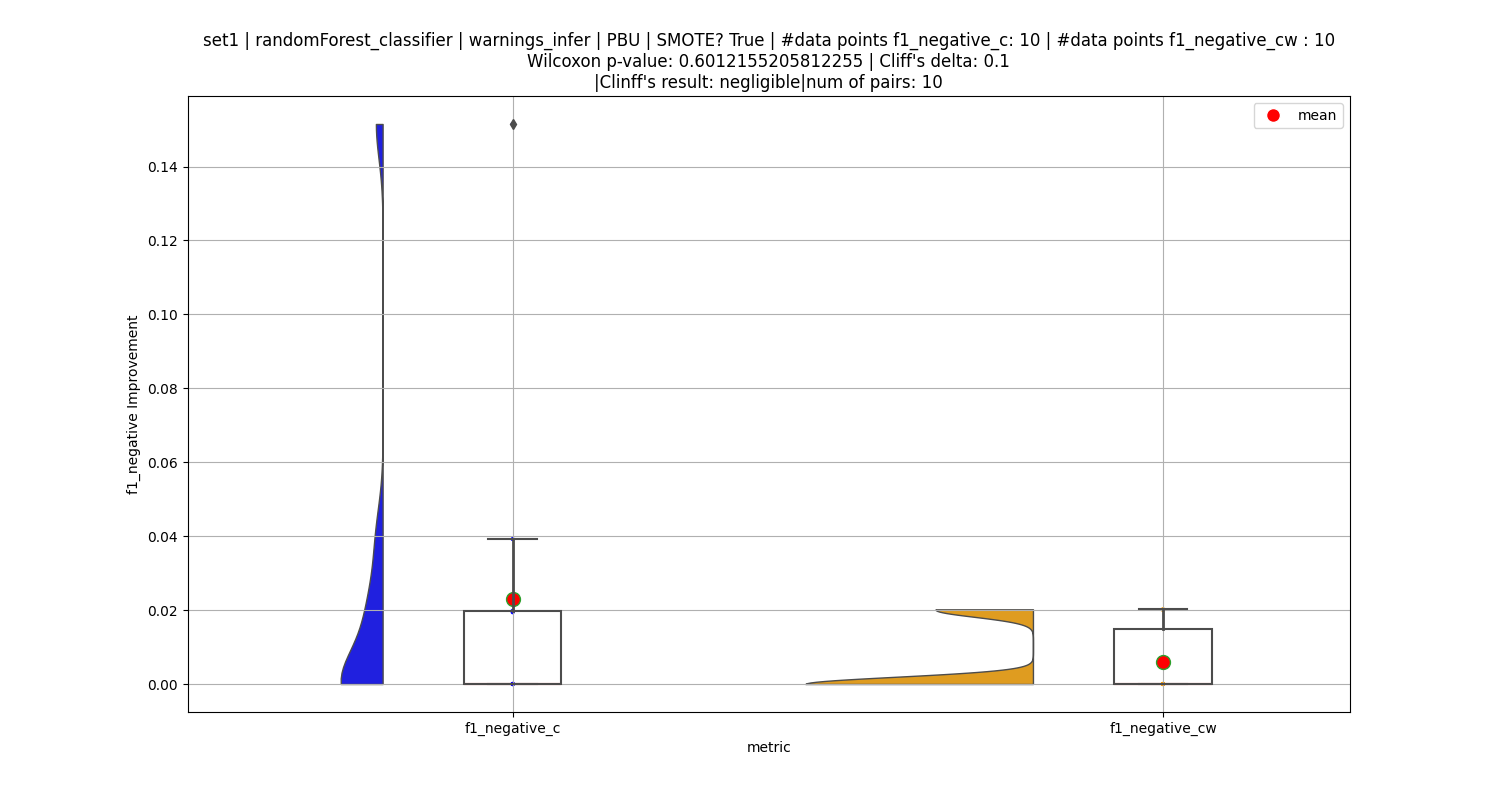 set1 | randomForest_classifier | warnings_infer | PBU | SMOTE? True | #data points f1_negative_c: 10 | #data points f1_negative_cw : 10
Wilcoxon p-value: 0.6012155205812255 | Cliff's delta: 0.1
|Clinff's result: negligible|num of pairs: 10
mean
0.14
0.12
0.10
0.08
0.06
0.04
0.02
0.00
f1_negative Improvement
f1_negative_c
f1_negative_cw
metric